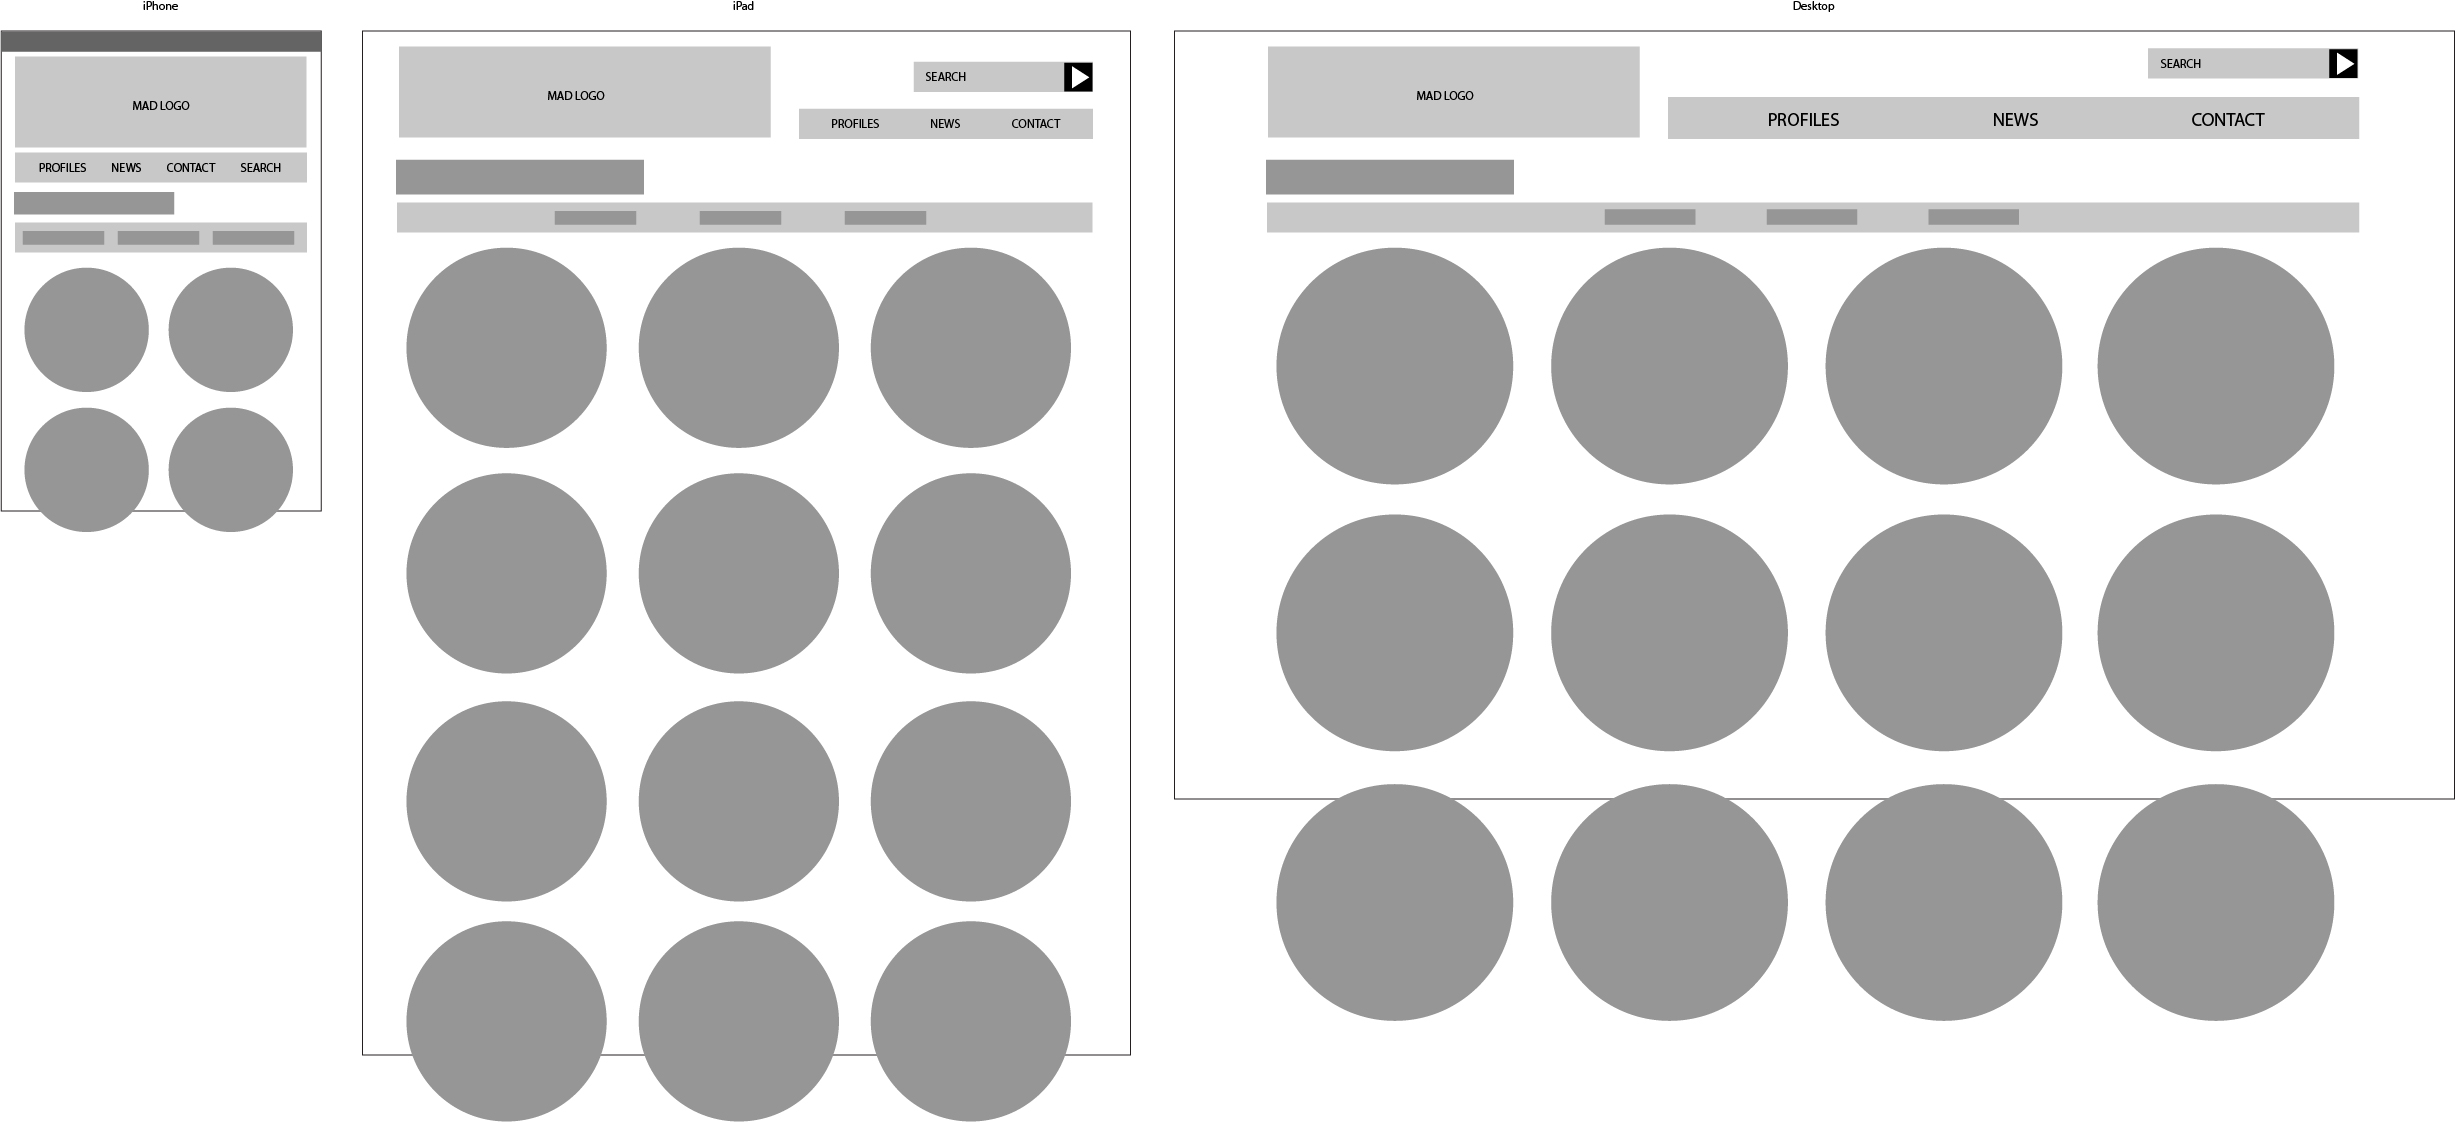 iPhone
MAD LOGO
PROFILES NEWS CONTACT SEARCH
iPad
MAD LOGO
SEARCH
PROFILES NEWS CONTACT
Desktop
MAD LOGO
SEARCH
PROFILES NEWS CONTACT